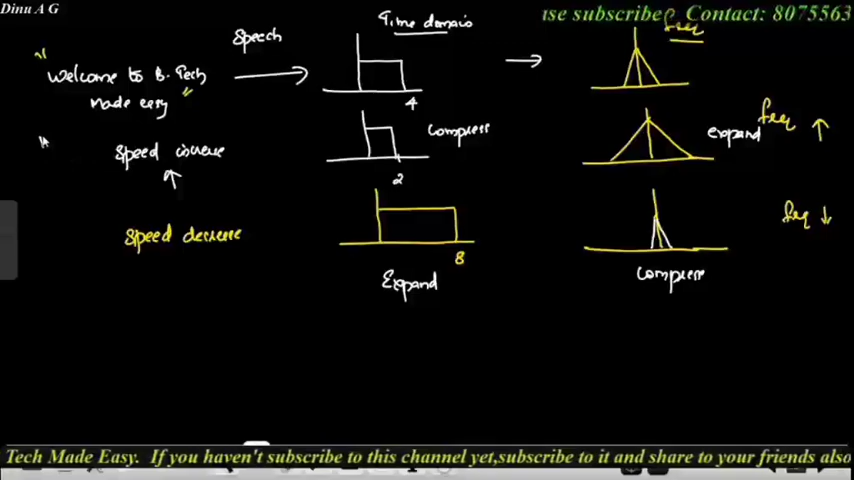 Dinu A G
use subscribe. Contact: 8075563
Time domain
freq
Speech
"Welcome to B.Tech
made easy"
4
compress
expand
freq ↑
Speed increase
2
Speed decrease
freq ↓
8
Expand
compress
Tech Made Easy. If you haven't subscribe to this channel yet,subscribe to it and share to your friends also